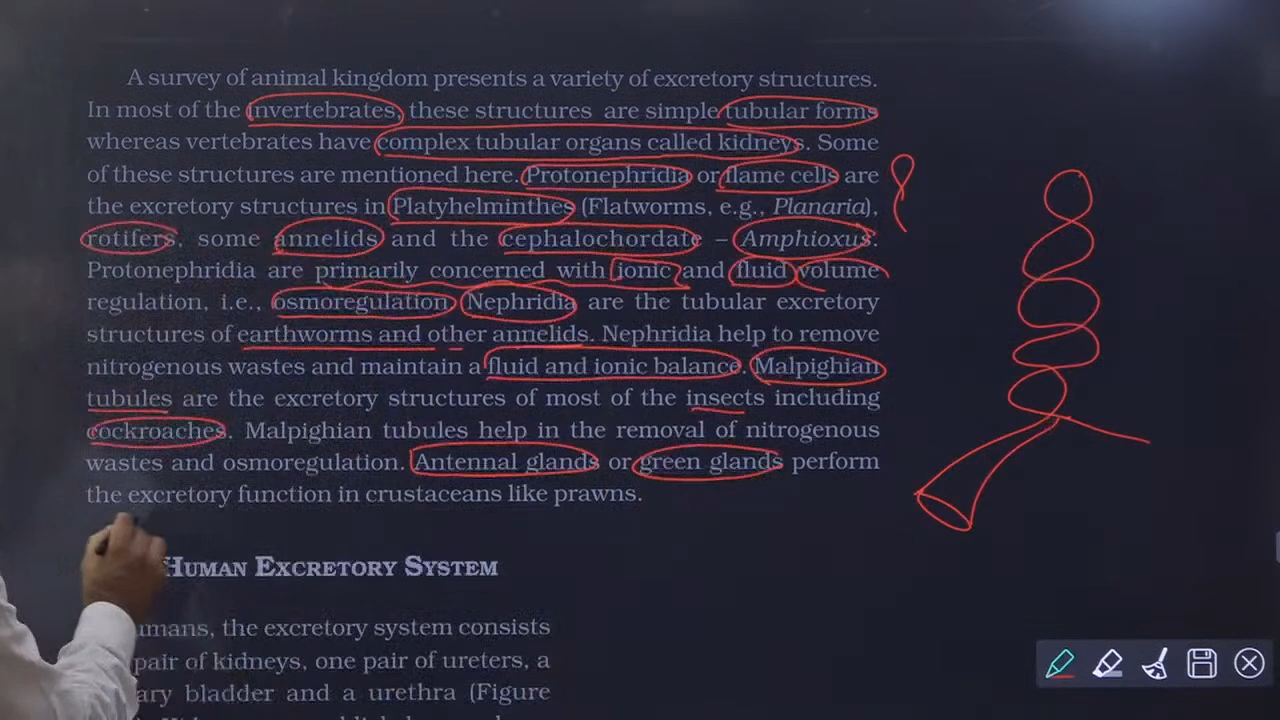 A survey of animal kingdom presents a variety of excretory structures.
In most of the invertebrates, these structures are simple tubular forms
whereas vertebrates have complex tubular organs called kidneys. Some
of these structures are mentioned here. Protonephridia or flame cells are
the excretory structures in Platyhelminthes (Flatworms, e.g., Planaria),
rotifers, some annelids and the cephalochordate – Amphioxus.
Protonephridia are primarily concerned with ionic and fluid volume
regulation, i.e., osmoregulation. Nephridia are the tubular excretory
structures of earthworms and other annelids. Nephridia help to remove
nitrogenous wastes and maintain a fluid and ionic balance. Malpighian
tubules are the excretory structures of most of the insects including
cockroaches. Malpighian tubules help in the removal of nitrogenous
wastes and osmoregulation. Antennal glands or green glands perform
the excretory function in crustaceans like prawns.
HUMAN EXCRETORY SYSTEM
umans, the excretory system consists
pair of kidneys, one pair of ureters, a
ary bladder and a urethra (Figure